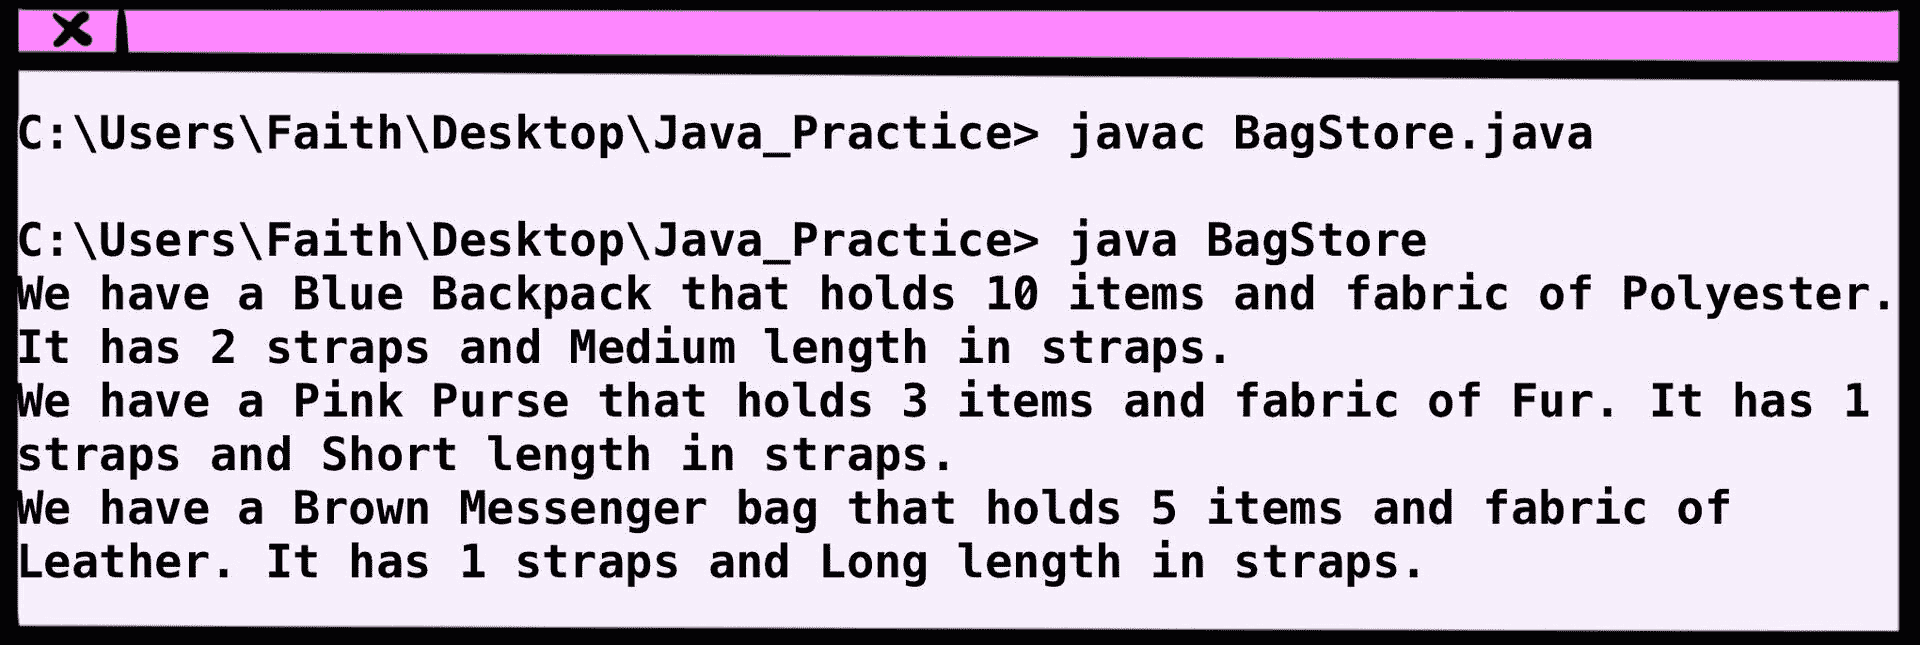 C:\Users\Faith\Desktop\Java_Practice> javac BagStore.java
C:\Users\Faith\Desktop\Java_Practice> java BagStore
We have a Blue Backpack that holds 10 items and fabric of Polyester.
It has 2 straps and Medium length in straps.
We have a Pink Purse that holds 3 items and fabric of Fur. It has 1
straps and Short length in straps.
We have a Brown Messenger bag that holds 5 items and fabric of
Leather. It has 1 straps and Long length in straps.